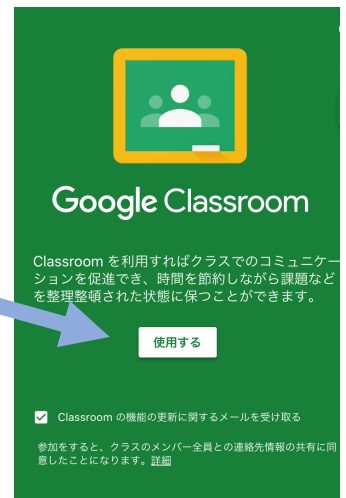 Google Classroom
Classroom を利用すればクラスでのコミュニケー
ションを促進でき、時間を節約しながら課題など
を整理整頓された状態に保つことができます。
使用する
Classroom の機能の更新に関するメールを受け取る
参加をすると、クラスのメンバー全員との連絡先情報の共有に同
意したことになります。詳細